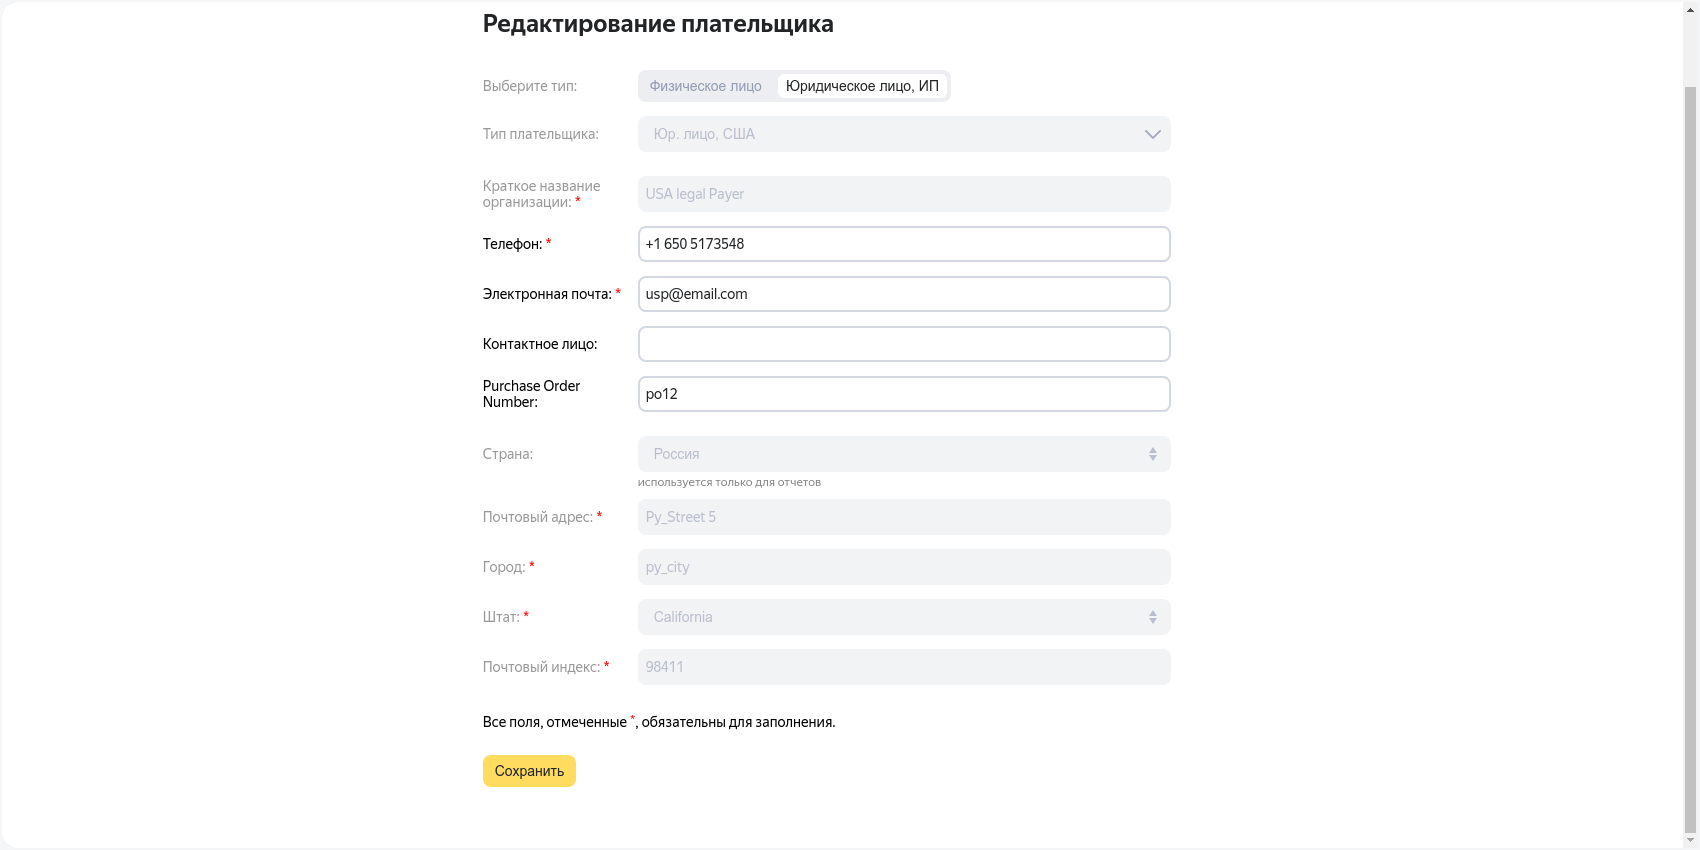 Редактирование плательщика
Выберите тип:
Физическое лицо Юридическое лицо, ИП
Тип плательщика:
Юр. лицо, США
Краткое название
организации: *
USA legal Payer
Телефон: *
+1 650 5173548
Электронная почта: *
usp@email.com
Контактное лицо:
Purchase Order
Number:
po12
Страна:
Россия
используется только для отчетов
Почтовый адрес: *
Py_Street 5
Город: *
py_city
Штат: *
California
Почтовый индекс: *
98411
Все поля, отмеченные *, обязательны для заполнения.
Сохранить